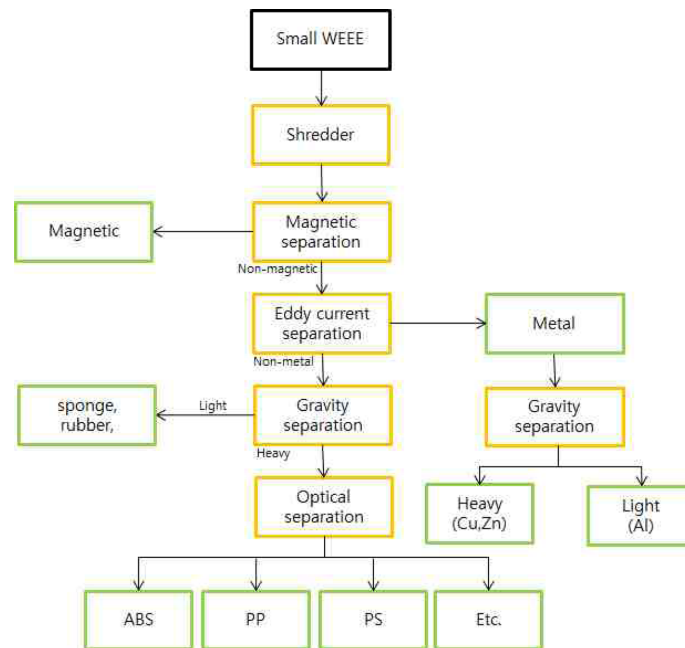 Small WEEE
Shredder
Magnetic
Magnetic
separation
Non-magnetic
Eddy current
separation
Metal
Non-metal
sponge,
rubber,
Light
Gravity
separation
Gravity
separation
Heavy
Optical
separation
Heavy
(Cu,Zn)
Light
(Al)
ABS
PP
PS
Etc.